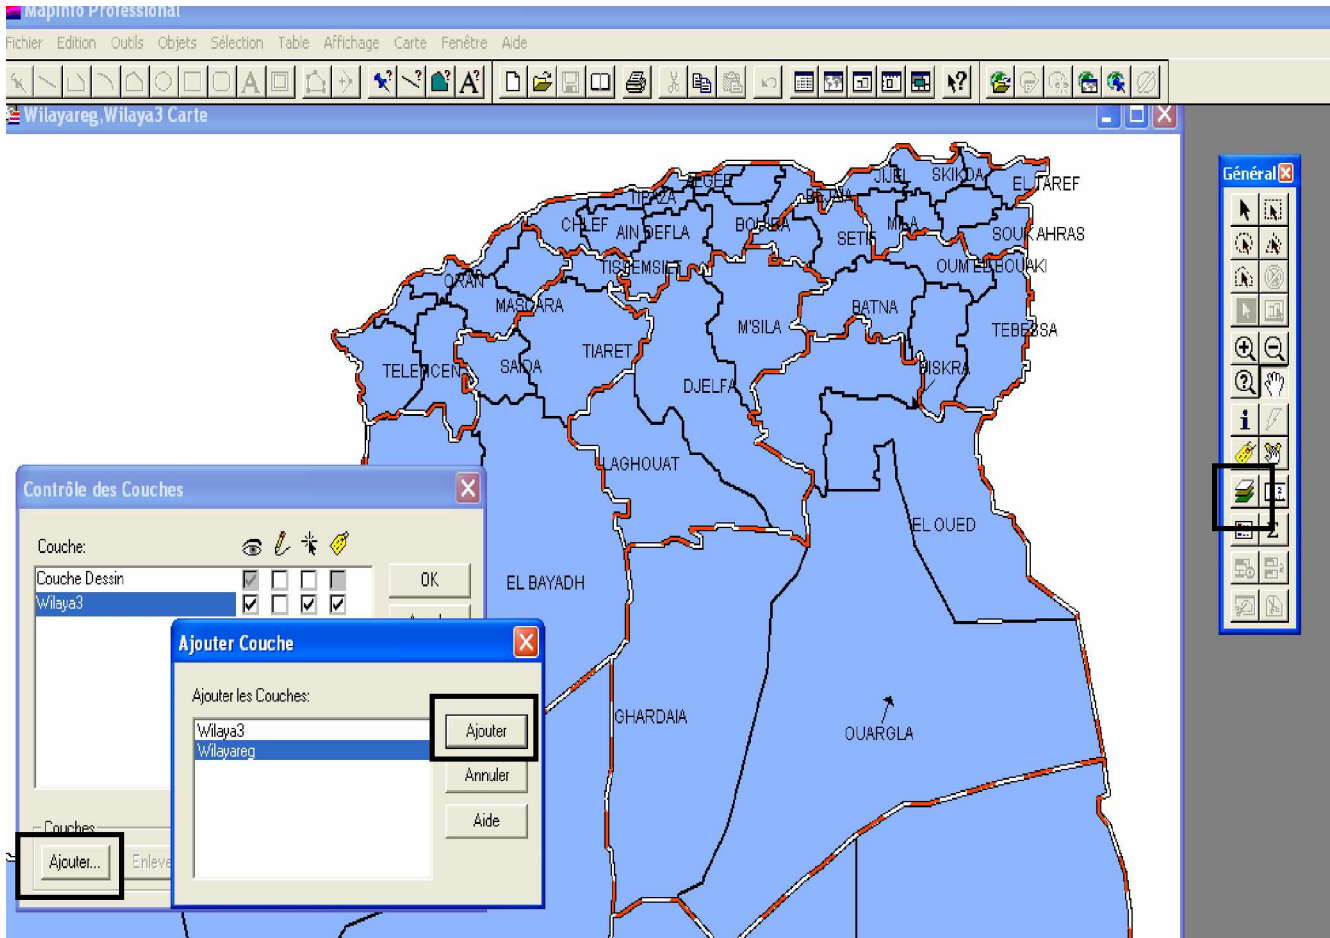 MapInfo Professional
Fichier Edition Outils Objets Sélection Table Affichage Carte Fenêtre Aide
Wilayareg,Wilaya3 Carte
Général
ALGER
JIJEL
SKIKDA
EL TAREF
TIPAZA
BEJAIA
CHLEF
AIN DEFLA
BOUIRA
SETIF
MILA
SOUK AHRAS
TISSEMSILT
OUM EL BOUAKI
ORAN
MASCARA
BATNA
M'SILA
TEBESSA
TIARET
TELEMCEN
SAIDA
DJELFA
BISKRA
LAGHOUAT
EL OUED
EL BAYADH
GHARDAIA
OUARGLA
Contrôle des Couches
Couche:
Couche Dessin
OK
Wilaya3
Ajouter Couche
Ajouter les Couches:
Wilaya3
Wilayareg
Ajouter
Annuler
Aide
Couches
Ajouter...
Enleve